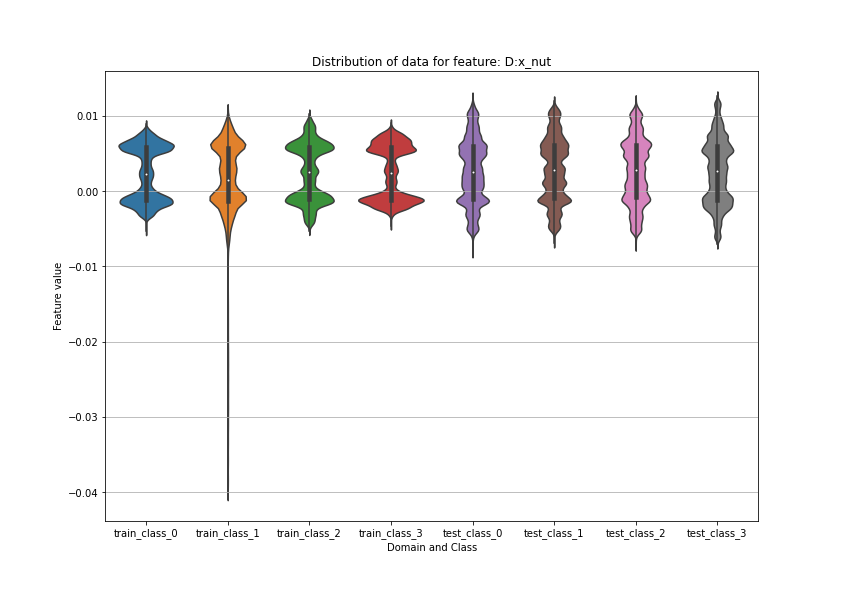 Distribution of data for feature: D:x_nut
Feature value
0.01
0.00
−0.01
−0.02
−0.03
−0.04
train_class_0 train_class_1 train_class_2 train_class_3 test_class_0 test_class_1 test_class_2 test_class_3
Domain and Class